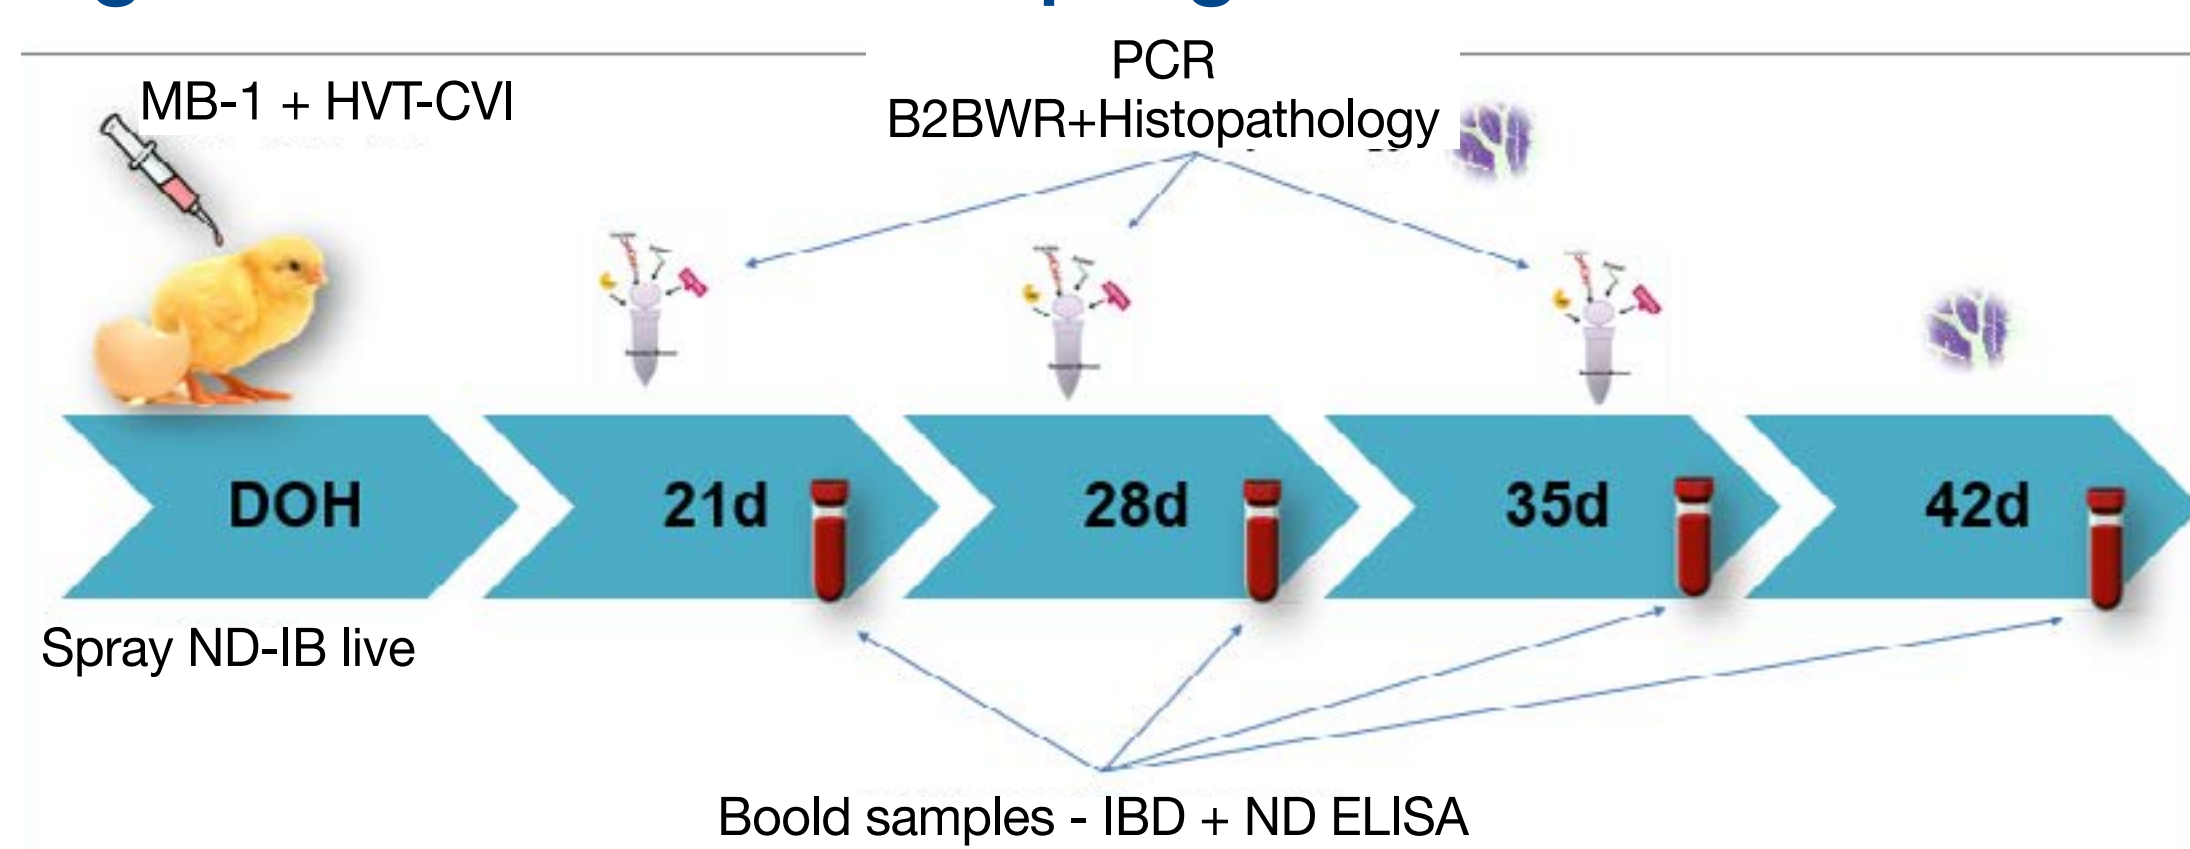 MB-1 + HVT-CVI
PCR
B2BWR+Histopathology
DOH
21d
28d
35d
42d
Spray ND-IB live
Boold samples - IBD + ND ELISA